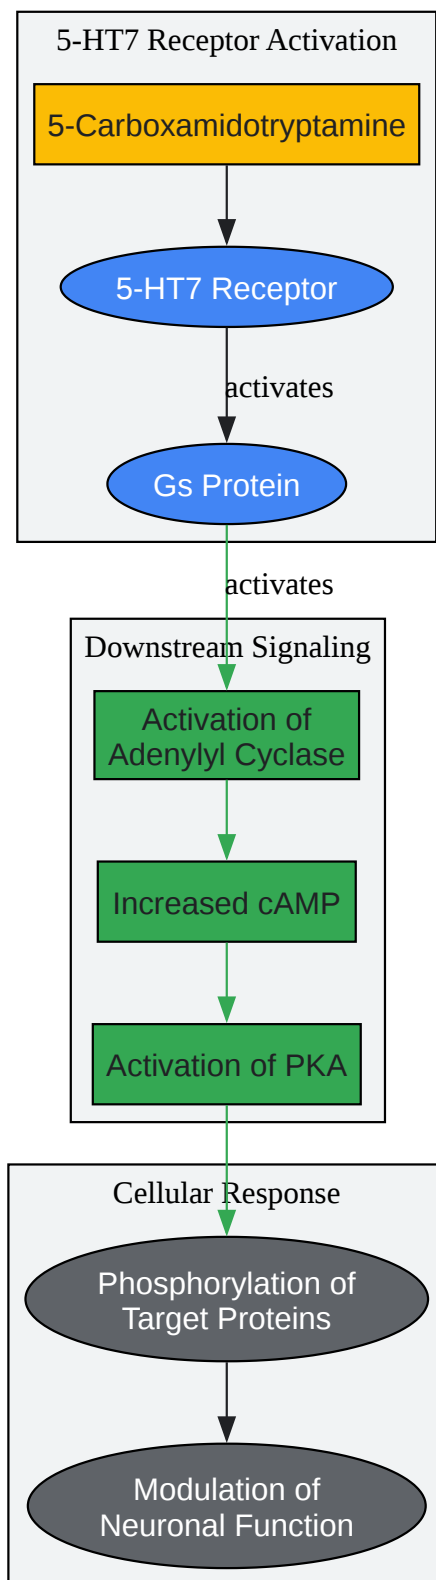 5-HT7 Receptor Activation
5-Carboxamidotryptamine
5-HT7 Receptor
activates
Gs Protein
activates
Downstream Signaling
Activation of
Adenylyl Cyclase
Increased cAMP
Activation of PKA
Cellular Response
Phosphorylation of
Target Proteins
Modulation of
Neuronal Function